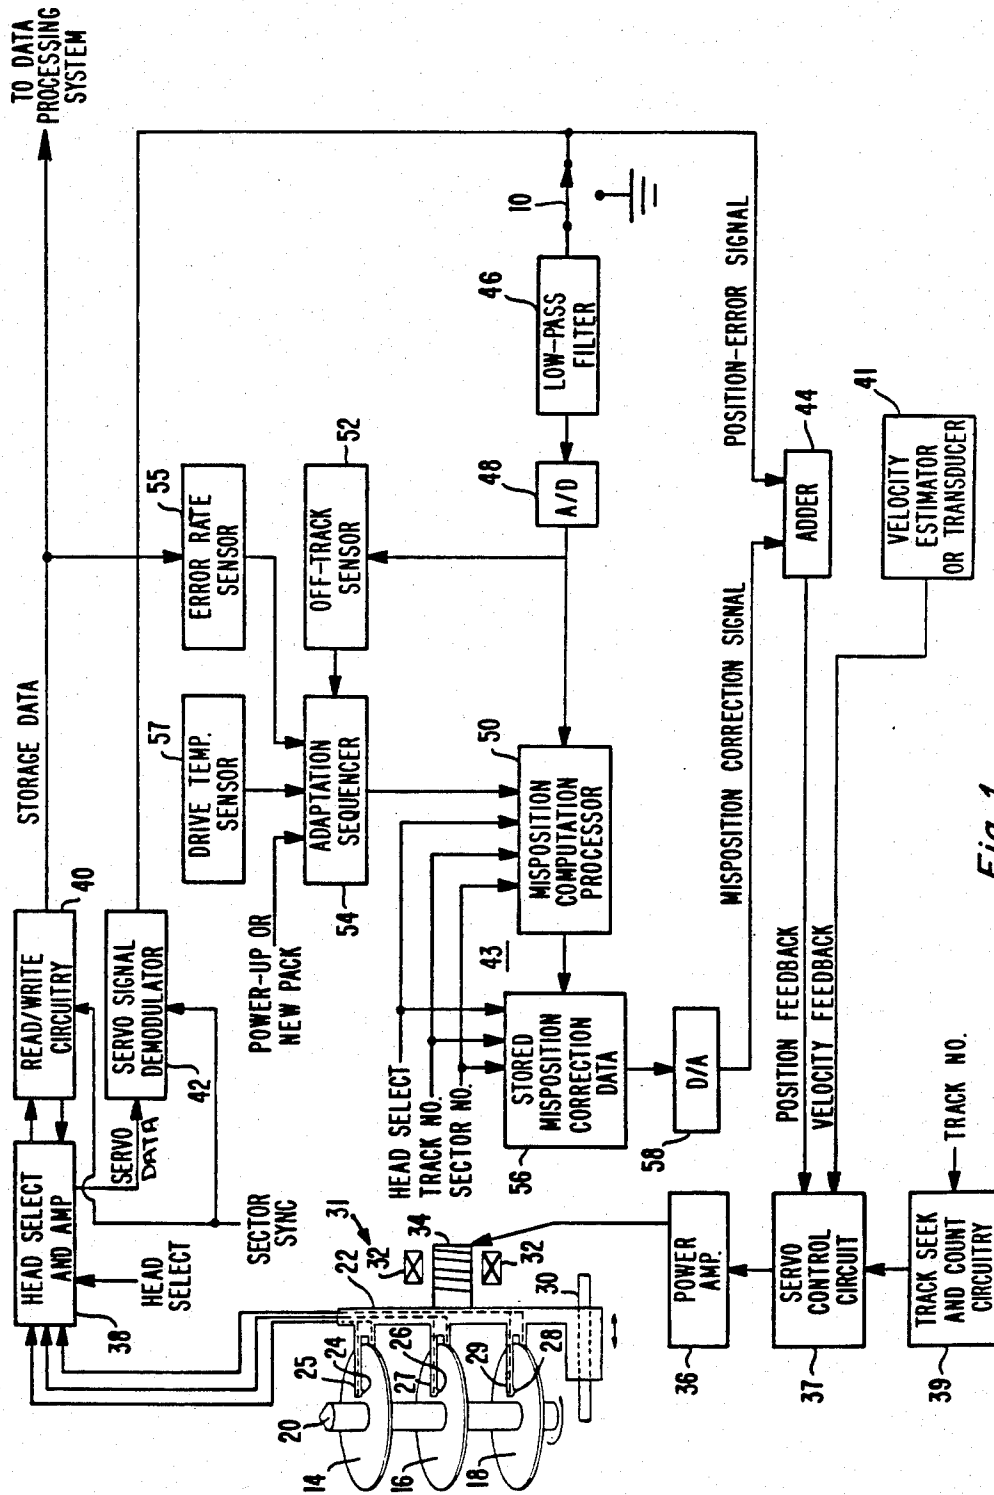 TO DATA
PROCESSING
SYSTEM
STORAGE DATA
40
READ/WRITE
CIRCUITRY
HEAD SELECT
AND AMP
38
HEAD
SELECT
SERVO
DATA
SERVO SIGNAL
DEMODULATOR
42
SECTOR
SYNC
55
ERROR RATE
SENSOR
57
DRIVE TEMP.
SENSOR
52
OFF-TRACK
SENSOR
ADAPTATION
SEQUENCER
54
POWER-UP OR
NEW PACK
10
46
LOW-PASS
FILTER
48
A/D
50
MISPOSITION
COMPUTATION
PROCESSOR
43
HEAD SELECT
TRACK NO.
SECTOR NO.
STORED
MISPOSITION
CORRECTION
DATA
56
D/A
58
MISPOSITION CORRECTION SIGNAL
POSITION-ERROR SIGNAL
44
ADDER
41
VELOCITY
ESTIMATOR
OR TRANSDUCER
POSITION FEEDBACK
VELOCITY FEEDBACK
20
14
16
18
25
24
27
26
29
28
22
32
31
34
32
30
POWER
AMP.
36
SERVO
CONTROL
CIRCUIT
37
TRACK SEEK
AND COUNT
CIRCUITRY
39
TRACK NO.
Fig. 1